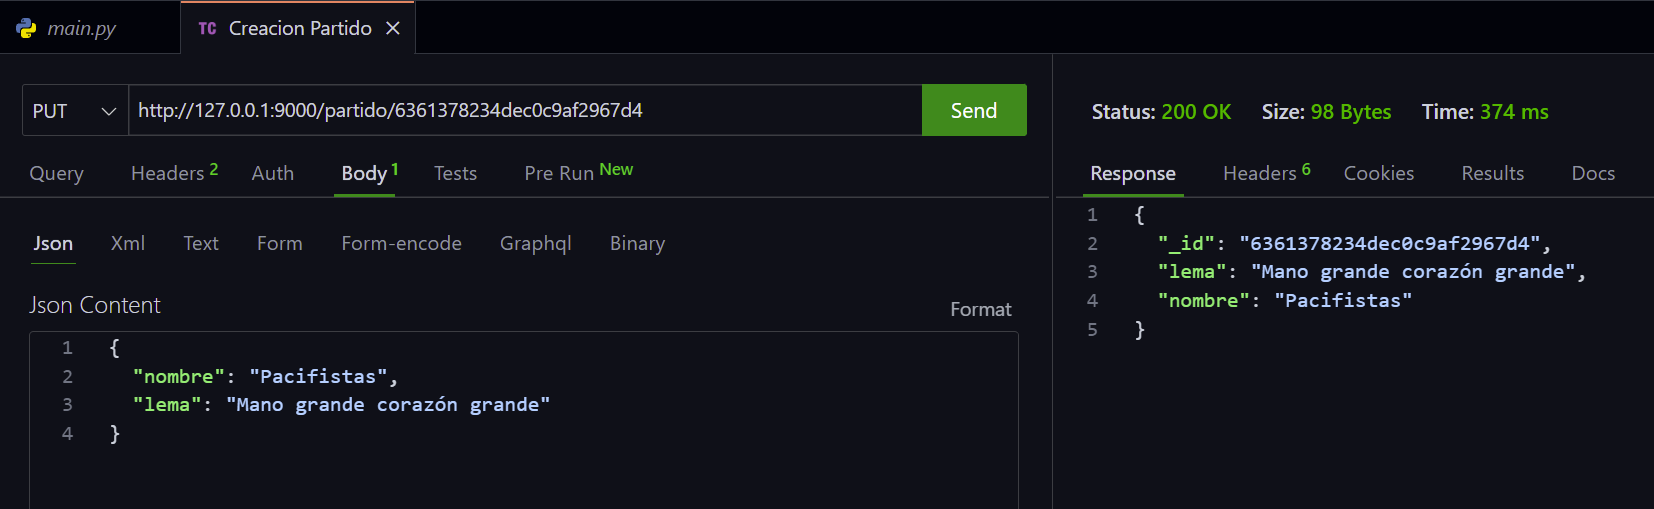 main.py
TC Creacion Partido
PUT http://127.0.0.1:9000/partido/6361378234dec0c9af2967d4 Send
Query Headers 2 Auth Body 1 Tests Pre Run New
Json Xml Text Form Form-encode Graphql Binary
Json Content
Format
1 {
2 "nombre": "Pacifistas",
3 "lema": "Mano grande corazón grande"
4 }
Status: 200 OK Size: 98 Bytes Time: 374 ms
Response Headers 6 Cookies Results Docs
1 {
2 "_id": "6361378234dec0c9af2967d4",
3 "lema": "Mano grande corazón grande",
4 "nombre": "Pacifistas"
5 }